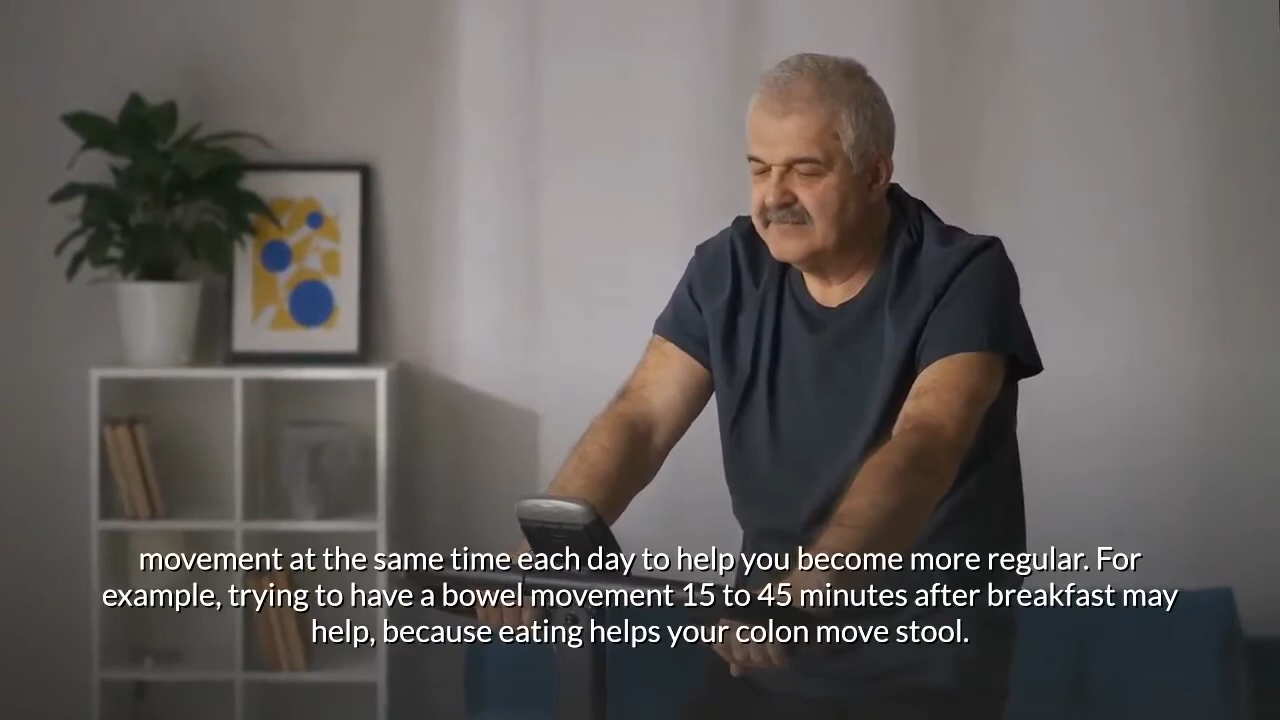 movement at the same time each day to help you become more regular. For
example, trying to have a bowel movement 15 to 45 minutes after breakfast may
help, because eating helps your colon move stool.